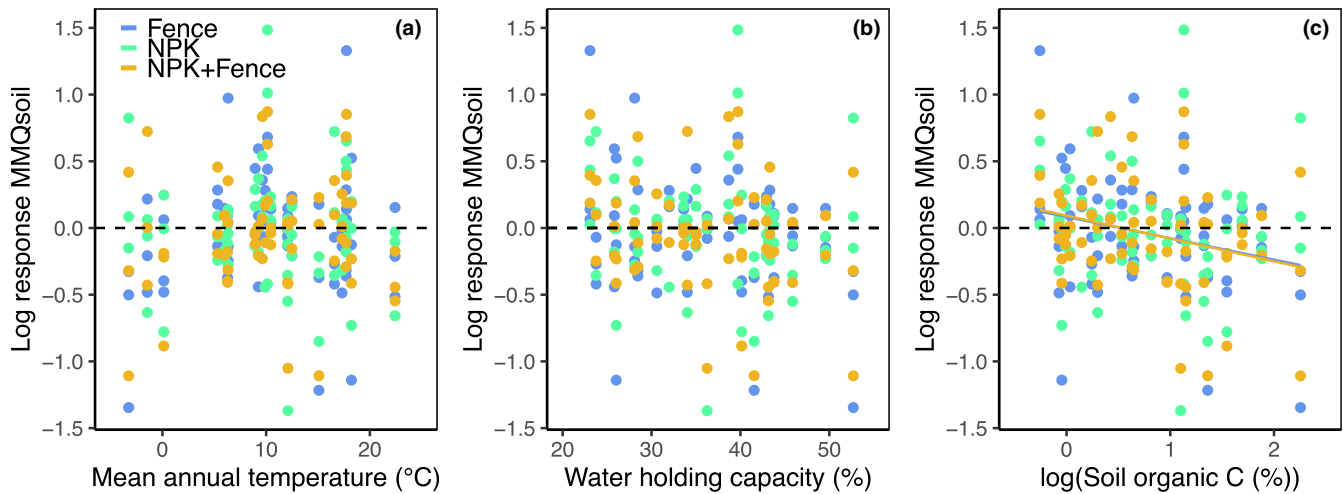 (a)
Fence
NPK
NPK+Fence
Log response MMQsoil
1.5
1.0
0.5
0.0
−0.5
−1.0
−1.5
0 10 20
Mean annual temperature (°C)
(b)
Log response MMQsoil
1.5
1.0
0.5
0.0
−0.5
−1.0
−1.5
20 30 40 50
Water holding capacity (%)
(c)
Log response MMQsoil
1.5
1.0
0.5
0.0
−0.5
−1.0
−1.5
0 1 2
log(Soil organic C (%))